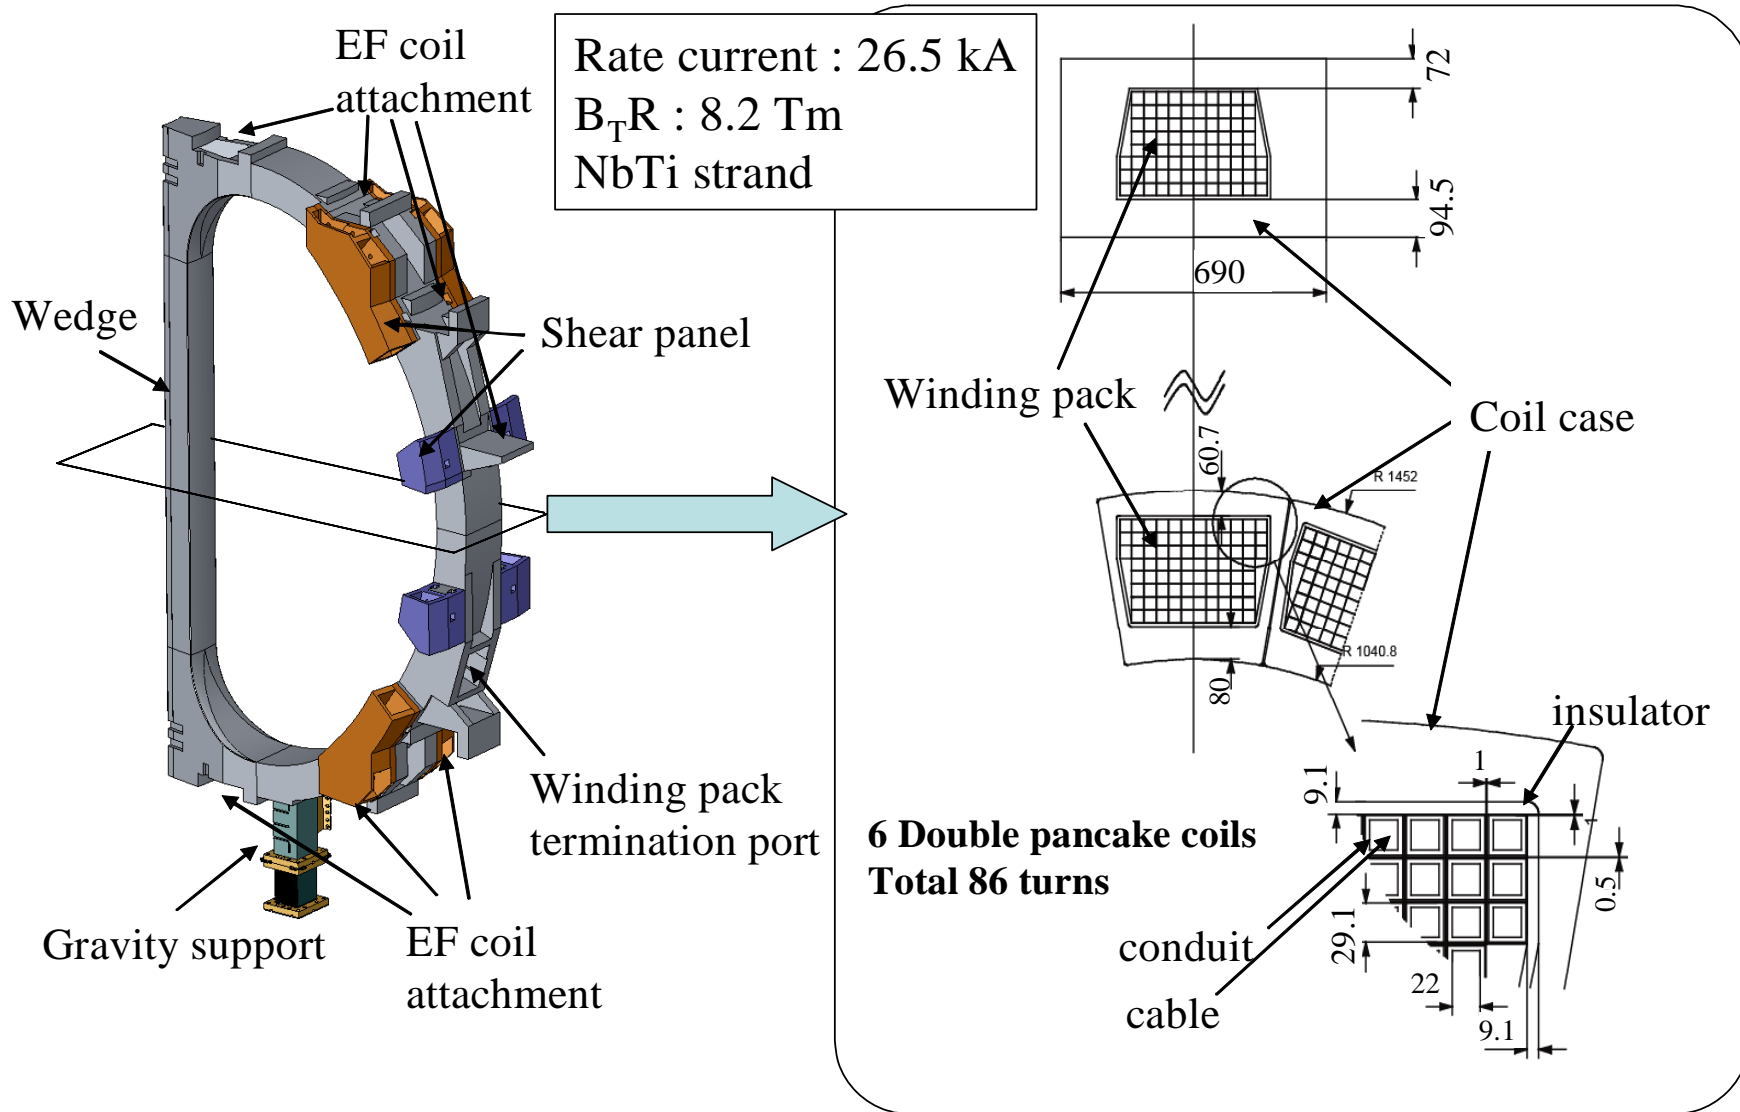 EF coil
attachment
Rate current : 26.5 kA
BTR : 8.2 Tm
NbTi strand
72
94.5
690
Wedge
Shear panel
Winding pack
Coil case
60.7
R 1452
R 1040.8
80
insulator
1
9.1
1
0.5
Winding pack
termination port
6 Double pancake coils
Total 86 turns
29.1
conduit
22
cable
9.1
Gravity support
EF coil
attachment